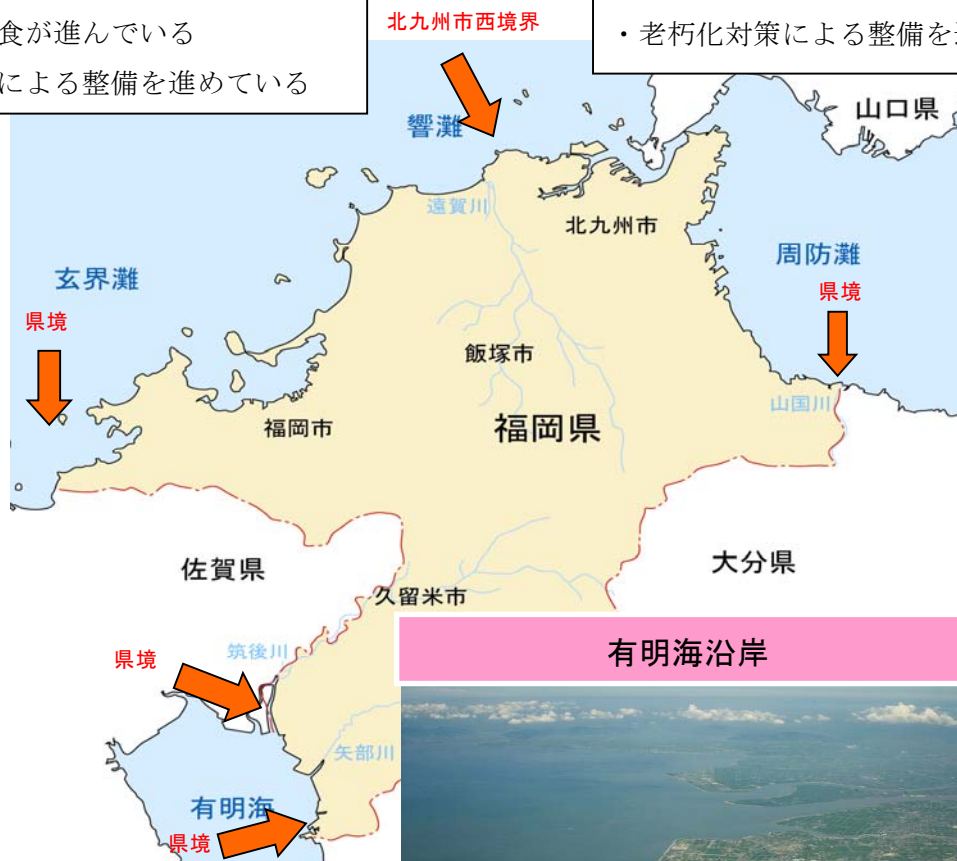 食が進んでいる
による整備を進めている
北九州市西境界
・老朽化対策による整備を
山口県
響灘
遠賀川
北九州市
周防灘
玄界灘
県境
県境
飯塚市
山国川
福岡市
福岡県
佐賀県
大分県
久留米市
筑後川
県境
有明海沿岸
矢部川
有明海
県境